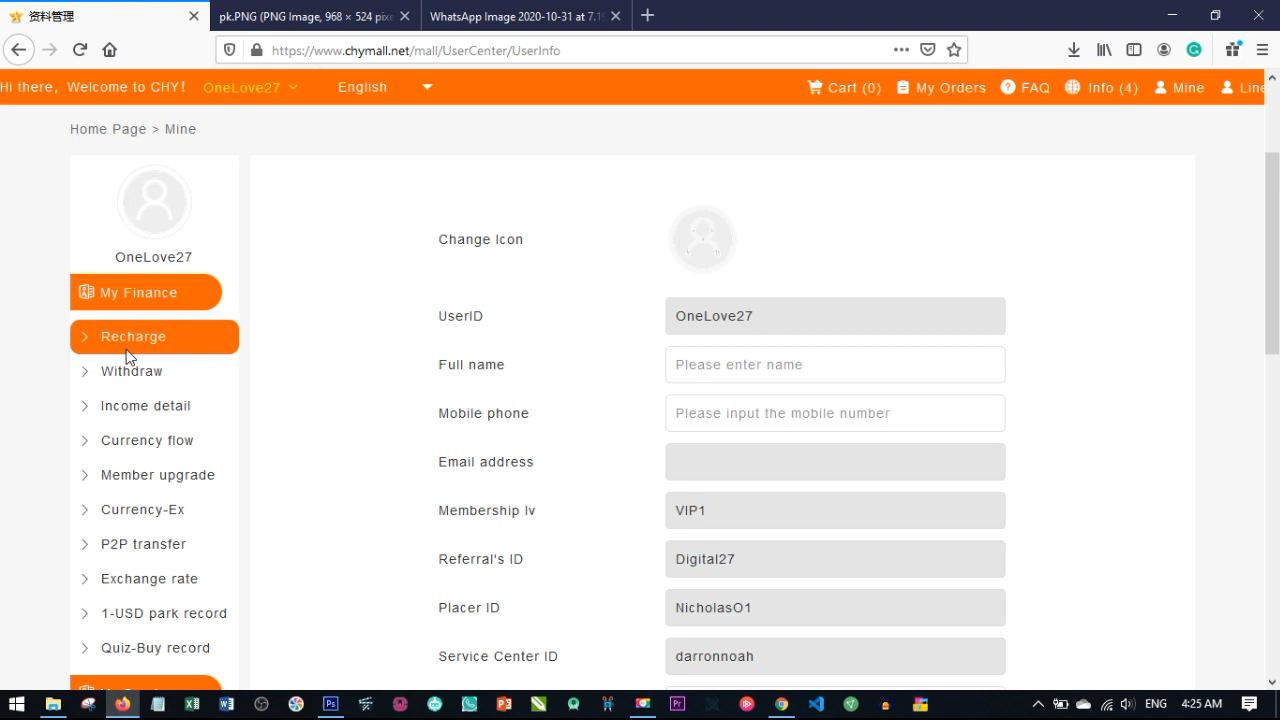 资料管理
pk.PNG (PNG Image, 968 × 524 pixe
WhatsApp Image 2020-10-31 at 7.1
https://www.chymall.net/mall/UserCenter/UserInfo
Hi there, Welcome to CHY! OneLove27 English Cart (0) My Orders FAQ Info (4) Mine Line
Home Page > Mine
OneLove27
My Finance
Recharge
Withdraw
Income detail
Currency flow
Member upgrade
Currency-Ex
P2P transfer
Exchange rate
1-USD park record
Quiz-Buy record
Change Icon
UserID OneLove27
Full name Please enter name
Mobile phone Please input the mobile number
Email address
Membership lv VIP1
Referral's ID Digital27
Placer ID NicholasO1
Service Center ID darronnoah
ENG 4:25 AM